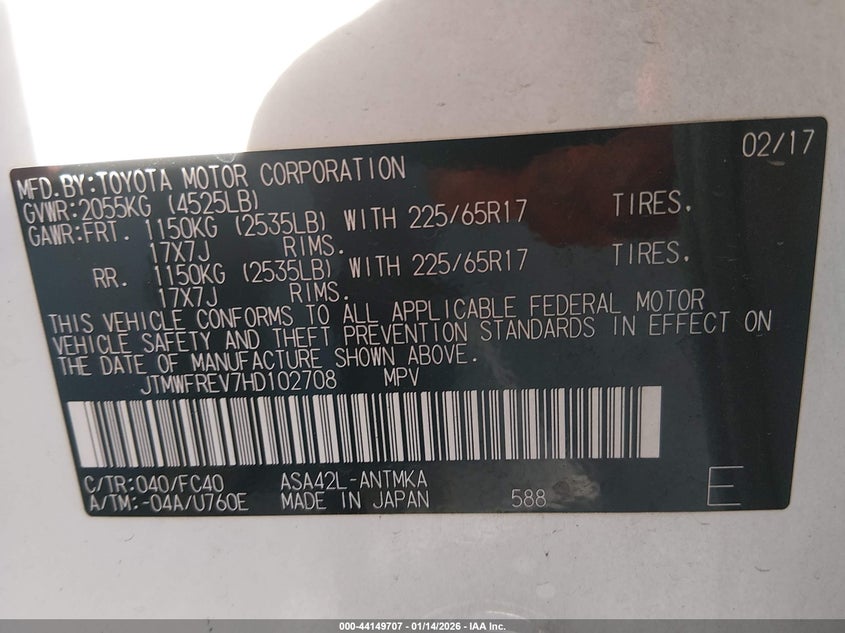 02/17
MFD.BY:TOYOTA MOTOR CORPORATION
GVWR:2055KG (4525LB)
GAWR:FRT. 1150KG (2535LB) WITH 225/65R17 TIRES.
17X7J RIMS.
RR. 1150KG (2535LB) WITH 225/65R17 TIRES.
17X7J RIMS.
THIS VEHICLE CONFORMS TO ALL APPLICABLE FEDERAL MOTOR
VEHICLE SAFETY AND THEFT PREVENTION STANDARDS IN EFFECT ON
THE DATE OF MANUFACTURE SHOWN ABOVE.
JTMWFREV7HD102708 MPV
C/TR:040/FC40 ASA42L-ANTMKA
A/TM:-04A/U760E MADE IN JAPAN 588 E
000-44149707 - 01/14/2026 - IAA Inc.